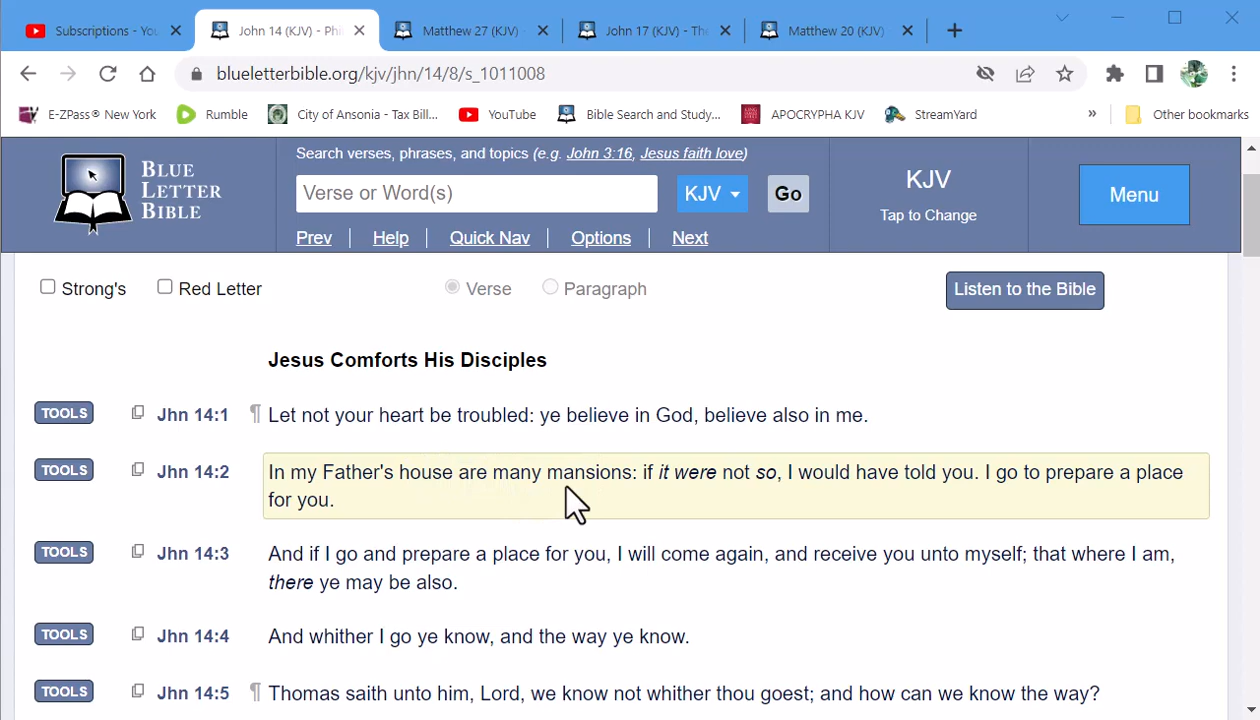 Subscriptions - You
John 14 (KJV) - Phi
Matthew 27 (KJV)
John 17 (KJV) - The
Matthew 20 (KJV)
blueletterbible.org/kjv/jhn/14/8/s_1011008
E-ZPass® New York
Rumble
City of Ansonia - Tax Bill...
YouTube
Bible Search and Study...
APOCRYPHA KJV
StreamYard
»
Other bookmarks
BLUE
LETTER
BIBLE
Search verses, phrases, and topics (e.g. John 3:16, Jesus faith love)
Verse or Word(s)
KJV
Go
Prev | Help | Quick Nav | Options | Next
KJV
Tap to Change
Menu
Strong's
Red Letter
Verse
Paragraph
Listen to the Bible
Jesus Comforts His Disciples
TOOLS Jhn 14:1 ¶ Let not your heart be troubled: ye believe in God, believe also in me.
TOOLS Jhn 14:2 In my Father's house are many mansions: if it were not so, I would have told you. I go to prepare a place
for you.
TOOLS Jhn 14:3 And if I go and prepare a place for you, I will come again, and receive you unto myself; that where I am,
there ye may be also.
TOOLS Jhn 14:4 And whither I go ye know, and the way ye know.
TOOLS Jhn 14:5 ¶ Thomas saith unto him, Lord, we know not whither thou goest; and how can we know the way?